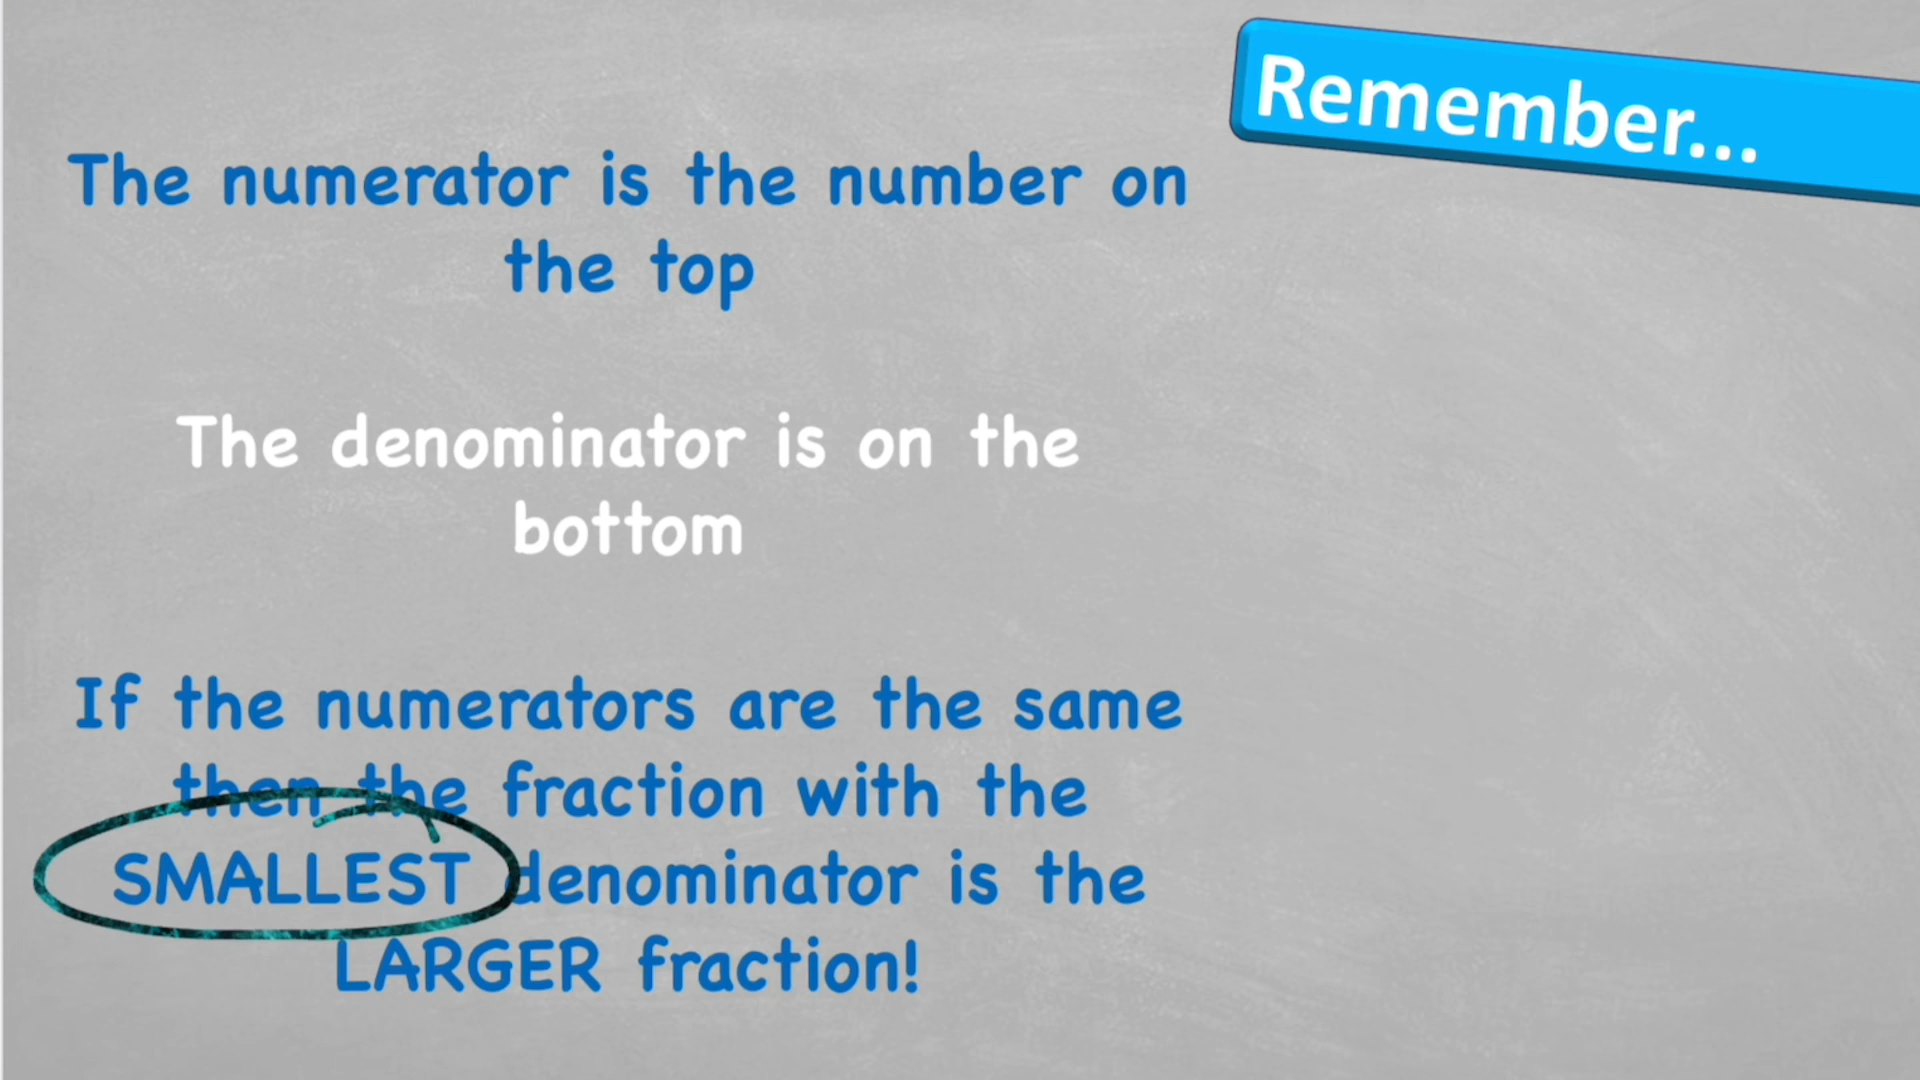 Remember...
The numerator is the number on
the top
The denominator is on the
bottom
If the numerators are the same
then the fraction with the
SMALLEST denominator is the
LARGER fraction!